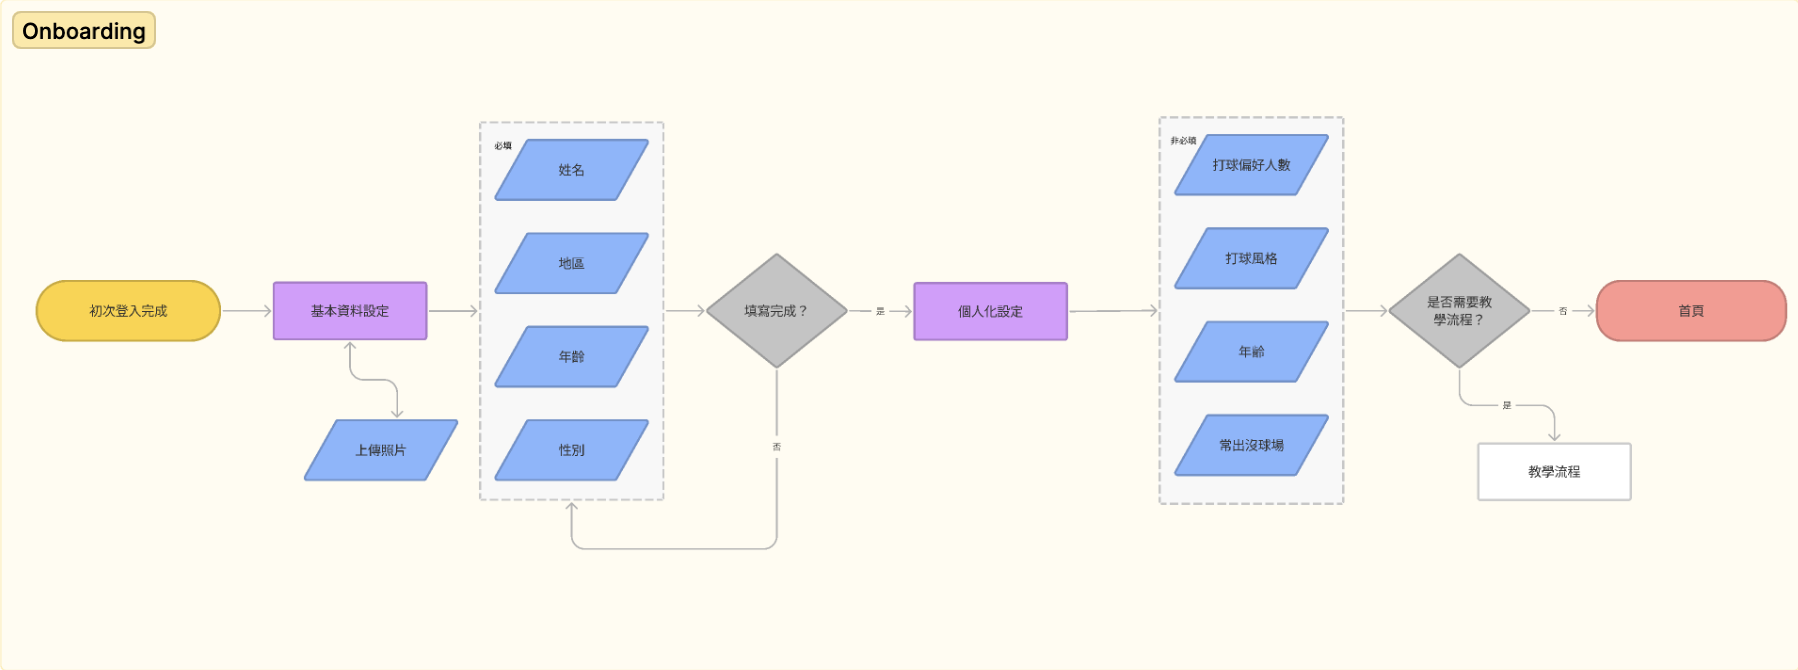 Onboarding
初次登入完成
基本資料設定
上傳照片
必填
姓名
地區
年齡
性別
填寫完成？
是
否
個人化設定
非必填
打球偏好人數
打球風格
年齡
常出沒球場
是否需要教
學流程？
否
是
首頁
教學流程